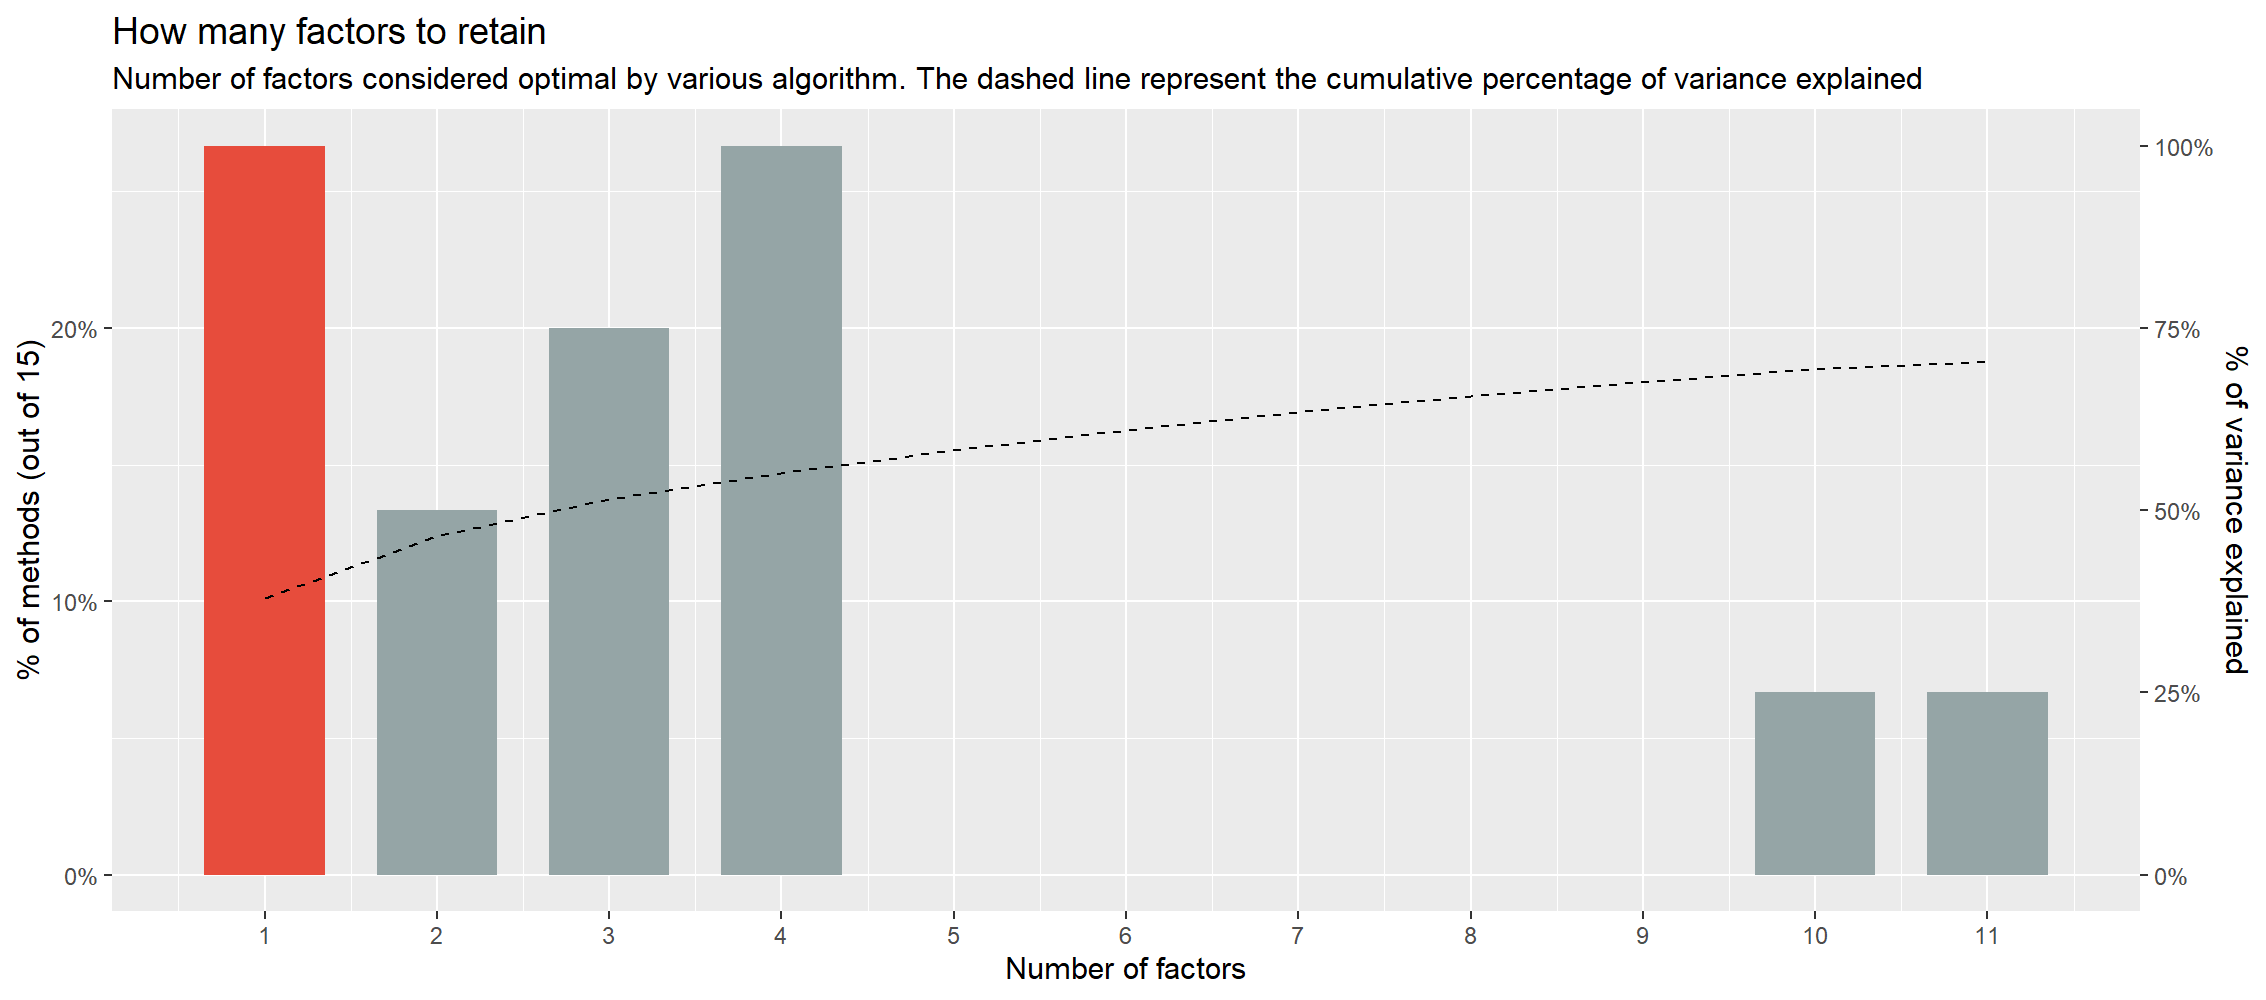 How many factors to retain
Number of factors considered optimal by various algorithm. The dashed line represent the cumulative percentage of variance explained
% of methods (out of 15)
20%
10%
0%
100%
75%
50%
25%
0%
% of variance explained
1 2 3 4 5 6 7 8 9 10 11
Number of factors